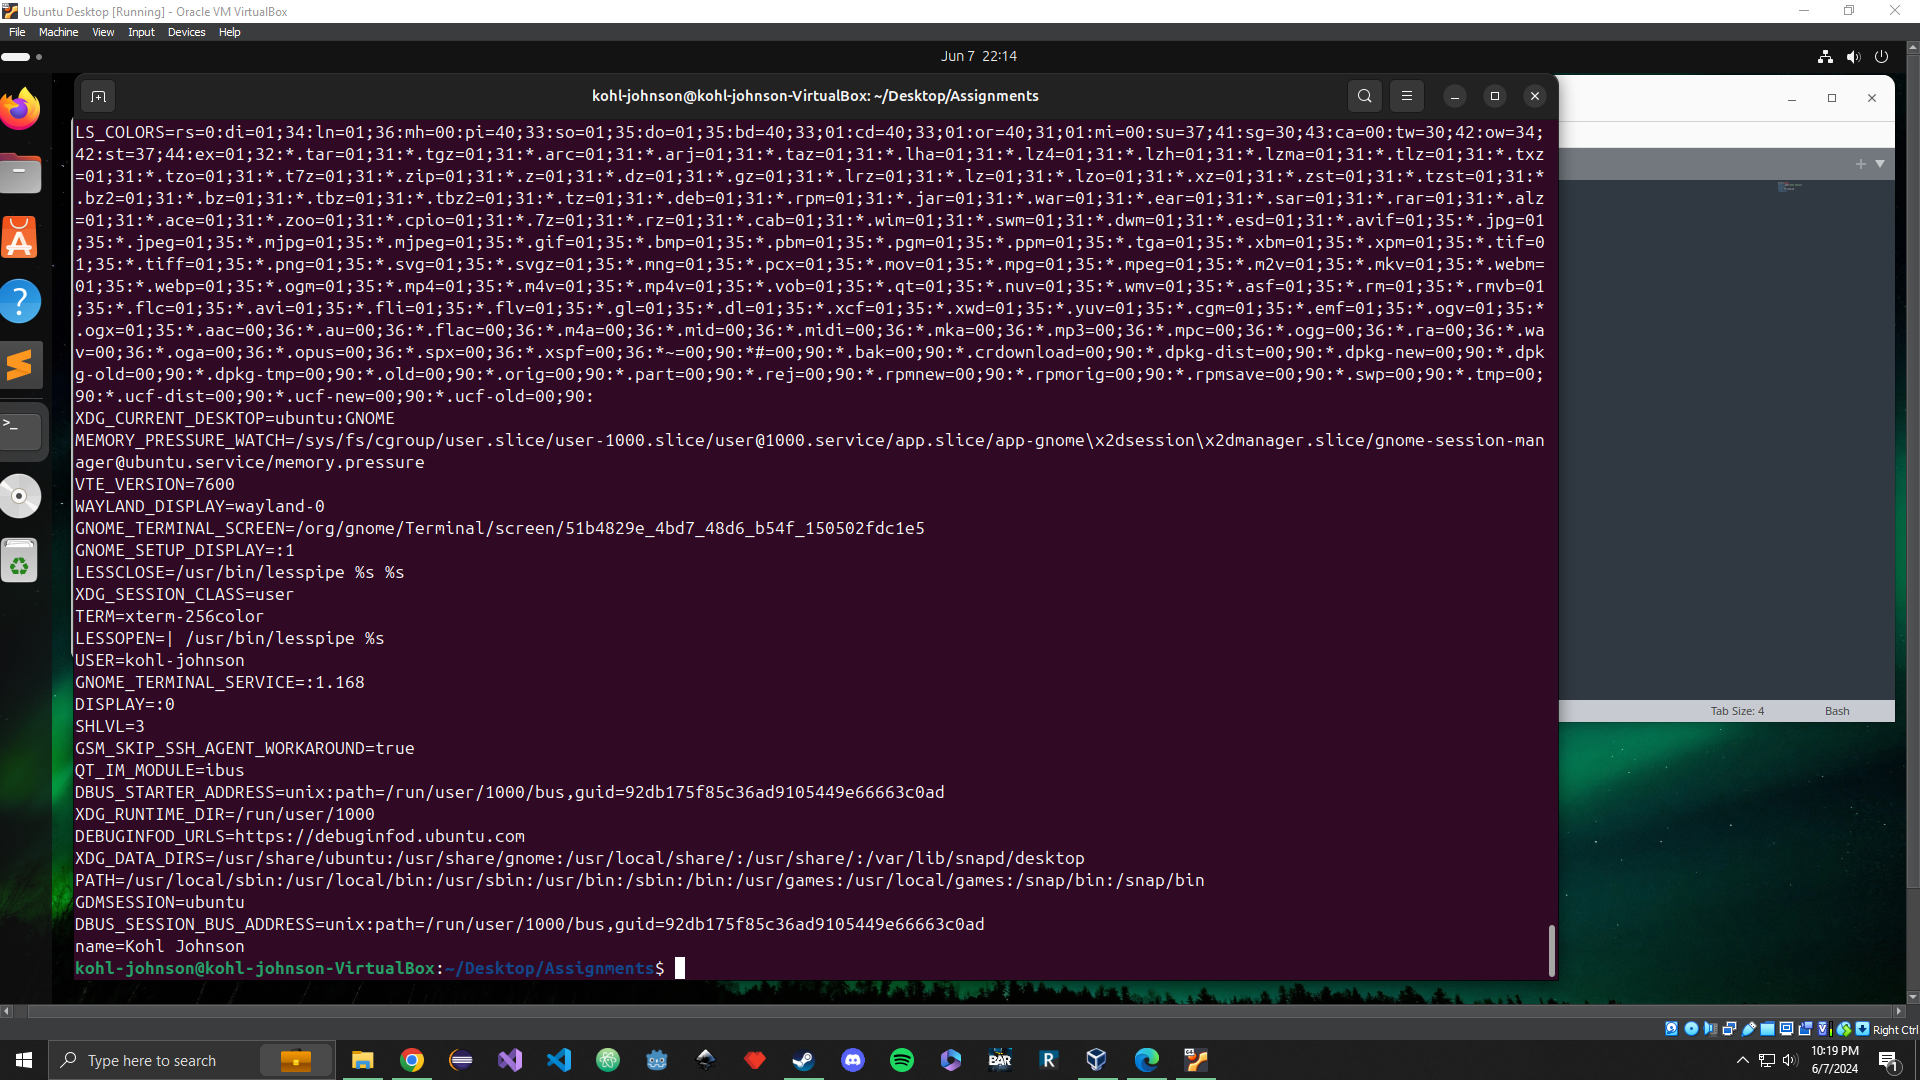 Ubuntu Desktop [Running] - Oracle VM VirtualBox
File Machine View Input Devices Help
Jun 7 22:14
kohl-johnson@kohl-johnson-VirtualBox: ~/Desktop/Assignments
LS_COLORS=rs=0:di=01;34:ln=01;36:mh=00:pi=40;33:so=01;35:do=01;35:bd=40;33;01:cd=40;33;01:or=40;31;01:mi=00:su=37;41:sg=30;43:ca=00:tw=30;42:ow=34;
42:st=37;44:ex=01;32:*.tar=01;31:*.tgz=01;31:*.arc=01;31:*.arj=01;31:*.taz=01;31:*.lha=01;31:*.lz4=01;31:*.lzh=01;31:*.lzma=01;31:*.tlz=01;31:*.txz
=01;31:*.tzo=01;31:*.t7z=01;31:*.zip=01;31:*.z=01;31:*.dz=01;31:*.gz=01;31:*.lrz=01;31:*.lz=01;31:*.lzo=01;31:*.xz=01;31:*.zst=01;31:*.tzst=01;31:*
.bz2=01;31:*.bz=01;31:*.tbz=01;31:*.tbz2=01;31:*.tz=01;31:*.deb=01;31:*.rpm=01;31:*.jar=01;31:*.war=01;31:*.ear=01;31:*.sar=01;31:*.rar=01;31:*.alz
=01;31:*.ace=01;31:*.zoo=01;31:*.cpio=01;31:*.7z=01;31:*.rz=01;31:*.cab=01;31:*.wim=01;31:*.swm=01;31:*.dwm=01;31:*.esd=01;31:*.avif=01;35:*.jpg=01
;35:*.jpeg=01;35:*.mjpg=01;35:*.mjpeg=01;35:*.gif=01;35:*.bmp=01;35:*.pbm=01;35:*.pgm=01;35:*.ppm=01;35:*.tga=01;35:*.xbm=01;35:*.xpm=01;35:*.tif=0
1;35:*.tiff=01;35:*.png=01;35:*.svg=01;35:*.svgz=01;35:*.mng=01;35:*.pcx=01;35:*.mov=01;35:*.mpg=01;35:*.mpeg=01;35:*.m2v=01;35:*.mkv=01;35:*.webm=
01;35:*.webp=01;35:*.ogm=01;35:*.mp4=01;35:*.m4v=01;35:*.mp4v=01;35:*.vob=01;35:*.qt=01;35:*.nuv=01;35:*.wmv=01;35:*.asf=01;35:*.rm=01;35:*.rmvb=01
;35:*.flc=01;35:*.avi=01;35:*.fli=01;35:*.flv=01;35:*.gl=01;35:*.dl=01;35:*.xcf=01;35:*.xwd=01;35:*.yuv=01;35:*.cgm=01;35:*.emf=01;35:*.ogv=01;35:*
.ogx=01;35:*.aac=00;36:*.au=00;36:*.flac=00;36:*.m4a=00;36:*.mid=00;36:*.midi=00;36:*.mka=00;36:*.mp3=00;36:*.mpc=00;36:*.ogg=00;36:*.ra=00;36:*.wa
v=00;36:*.oga=00;36:*.opus=00;36:*.spx=00;36:*.xspf=00;36:*~=00;90:*#=00;90:*.bak=00;90:*.crdownload=00;90:*.dpkg-dist=00;90:*.dpkg-new=00;90:*.dpk
g-old=00;90:*.dpkg-tmp=00;90:*.old=00;90:*.orig=00;90:*.part=00;90:*.rej=00;90:*.rpmnew=00;90:*.rpmorig=00;90:*.rpmsave=00;90:*.swp=00;90:*.tmp=00;
90:*.ucf-dist=00;90:*.ucf-new=00;90:*.ucf-old=00;90:
XDG_CURRENT_DESKTOP=ubuntu:GNOME
MEMORY_PRESSURE_WATCH=/sys/fs/cgroup/user.slice/user-1000.slice/user@1000.service/app.slice/app-gnome\x2dsession\x2dmanager.slice/gnome-session-man
ager@ubuntu.service/memory.pressure
VTE_VERSION=7600
WAYLAND_DISPLAY=wayland-0
GNOME_TERMINAL_SCREEN=/org/gnome/Terminal/screen/51b4829e_4bd7_48d6_b54f_150502fdc1e5
GNOME_SETUP_DISPLAY=:1
LESSCLOSE=/usr/bin/lesspipe %s %s
XDG_SESSION_CLASS=user
TERM=xterm-256color
LESSOPEN=| /usr/bin/lesspipe %s
USER=kohl-johnson
GNOME_TERMINAL_SERVICE=:1.168
DISPLAY=:0
SHLVL=3
GSM_SKIP_SSH_AGENT_WORKAROUND=true
QT_IM_MODULE=ibus
DBUS_STARTER_ADDRESS=unix:path=/run/user/1000/bus,guid=92db175f85c36ad9105449e66663c0ad
XDG_RUNTIME_DIR=/run/user/1000
DEBUGINFOD_URLS=https://debuginfod.ubuntu.com
XDG_DATA_DIRS=/usr/share/ubuntu:/usr/share/gnome:/usr/local/share/:/usr/share/:/var/lib/snapd/desktop
PATH=/usr/local/sbin:/usr/local/bin:/usr/sbin:/usr/bin:/sbin:/bin:/usr/games:/usr/local/games:/snap/bin:/snap/bin
GDMSESSION=ubuntu
DBUS_SESSION_BUS_ADDRESS=unix:path=/run/user/1000/bus,guid=92db175f85c36ad9105449e66663c0ad
name=Kohl Johnson
kohl-johnson@kohl-johnson-VirtualBox:~/Desktop/Assignments$
Tab Size: 4 Bash
Right Ctrl
Type here to search
BAR
R
10:19 PM
6/7/2024
1